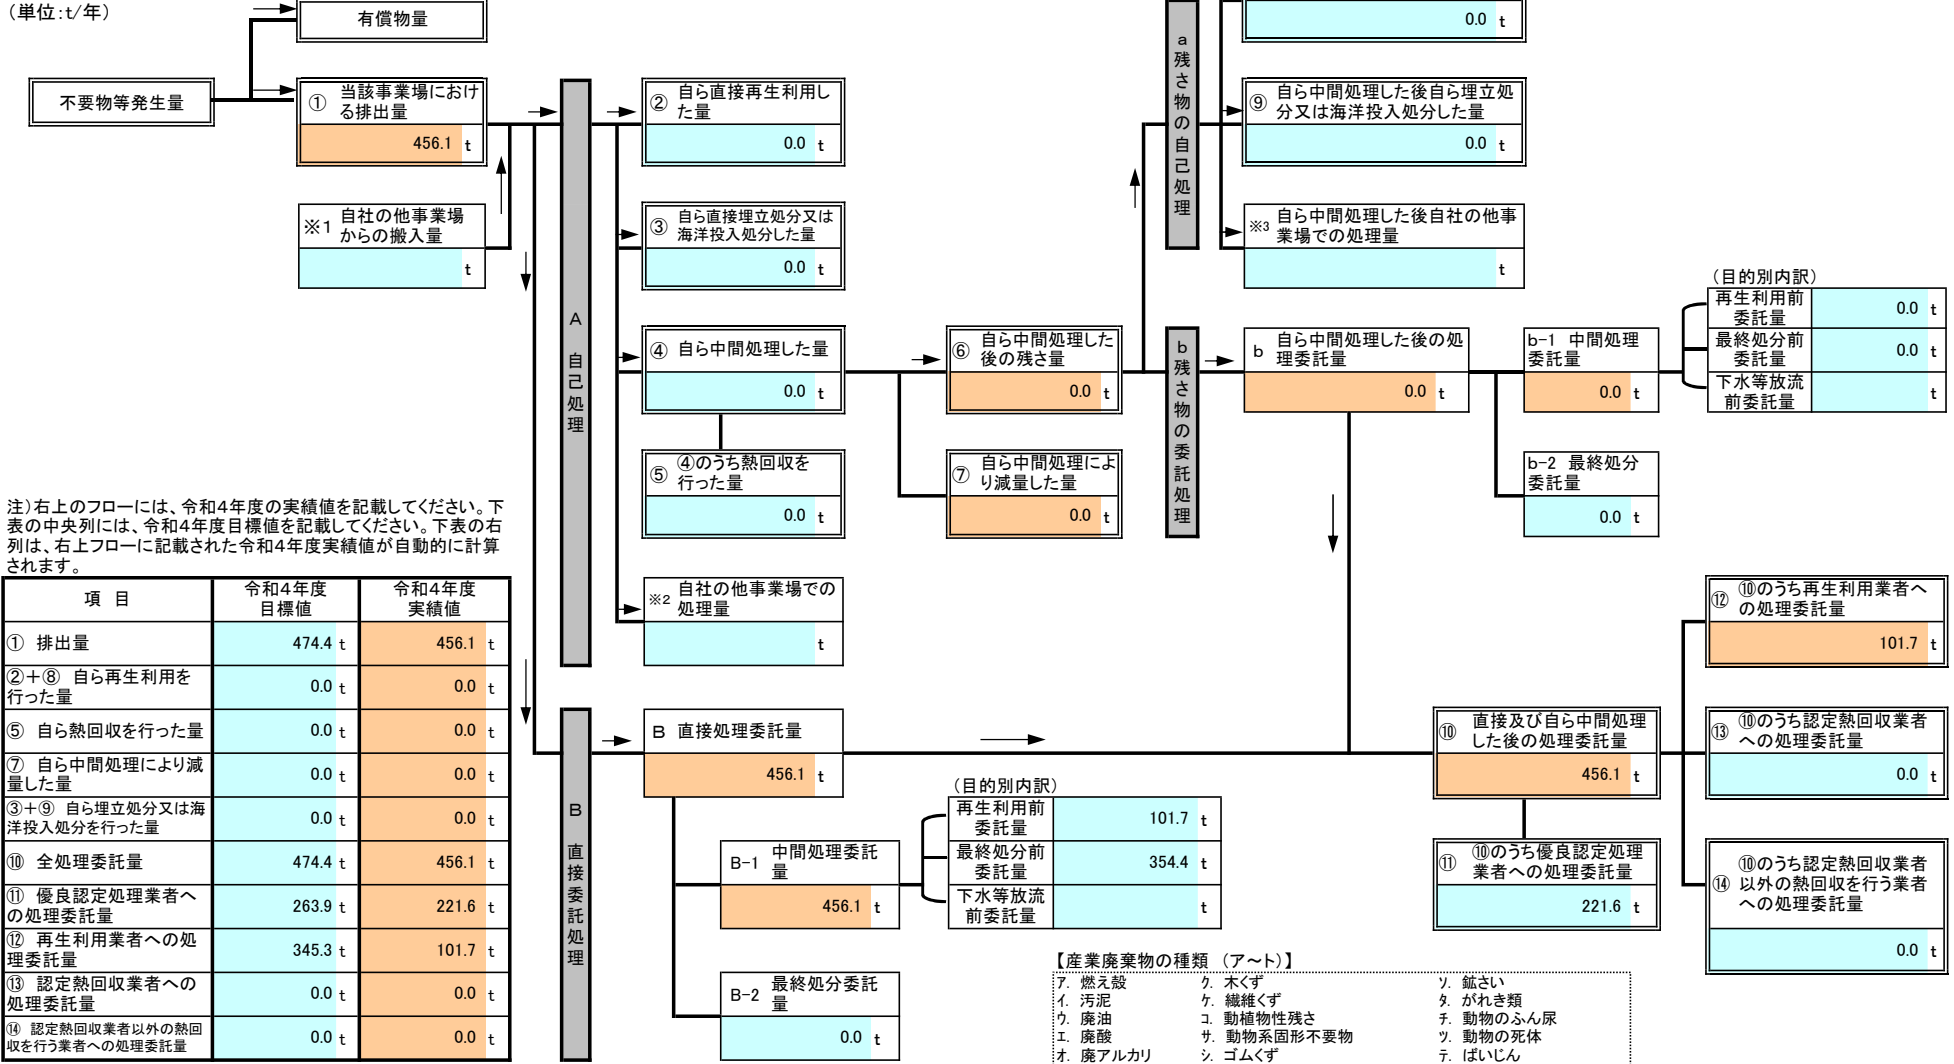 (単位:t/年)
有償物量
不要物等発生量
① 当該事業場におけ
る排出量
456.1 t
※1 自社の他事業場
からの搬入量
t
A 自己処理
② 自ら直接再生利用し
た量
0.0 t
③ 自ら直接埋立処分又は
海洋投入処分した量
0.0 t
④ 自ら中間処理した量
0.0 t
⑤ ④のうち熱回収を
行った量
0.0 t
※2 自社の他事業場での
処理量
t
⑥ 自ら中間処理した
後の残さ量
0.0 t
⑦ 自ら中間処理によ
り減量した量
0.0 t
a残さ物の自己処理
0.0 t
⑨ 自ら中間処理した後自ら埋立処
分又は海洋投入処分した量
0.0 t
※3 自ら中間処理した後自社の他事
業場での処理量
t
b残さ物の委託処理
b 自ら中間処理した後の処
理委託量
0.0 t
b-1 中間処理
委託量
0.0 t
b-2 最終処分
委託量
0.0 t
(目的別内訳)
再生利用前
委託量 0.0 t
最終処分前
委託量 0.0 t
下水等放流
前委託量 t
注)右上のフローには、令和4年度の実績値を記載してください。下
表の中央列には、令和4年度目標値を記載してください。下表の右
列は、右上フローに記載された令和4年度実績値が自動的に計算
されます。
項 目 令和4年度 令和4年度
目標値 実績値
① 排出量 474.4 t 456.1 t
②+⑧ 自ら再生利用を
行った量 0.0 t 0.0 t
⑤ 自ら熱回収を行った量 0.0 t 0.0 t
⑦ 自ら中間処理により減
量した量 0.0 t 0.0 t
③+⑨ 自ら埋立処分又は海
洋投入処分を行った量 0.0 t 0.0 t
⑩ 全処理委託量 474.4 t 456.1 t
⑪ 優良認定処理業者へ
の処理委託量 263.9 t 221.6 t
⑫ 再生利用業者への処
理委託量 345.3 t 101.7 t
⑬ 認定熱回収業者への
処理委託量 0.0 t 0.0 t
⑭ 認定熱回収業者以外の熱回
収を行う業者への処理委託量 0.0 t 0.0 t
B 直接委託処理
B 直接処理委託量
456.1 t
B-1 中間処理委託
量
456.1 t
B-2 最終処分委託
量
0.0 t
(目的別内訳)
再生利用前
委託量 101.7 t
最終処分前
委託量 354.4 t
下水等放流
前委託量 t
⑩ 直接及び自ら中間処理
した後の処理委託量
456.1 t
⑪ ⑩のうち優良認定処理
業者への処理委託量
221.6 t
⑫ ⑩のうち再生利用業者へ
の処理委託量
101.7 t
⑬ ⑩のうち認定熱回収業者
への処理委託量
0.0 t
⑭ ⑩のうち認定熱回収業者
以外の熱回収を行う業者
への処理委託量
0.0 t
【産業廃棄物の種類 (ア~ト)】
ア. 燃え殻 ク. 木くず ソ. 鉱さい
イ. 汚泥 ケ. 繊維くず タ. がれき類
ウ. 廃油 コ. 動植物性残さ チ. 動物のふん尿
エ. 廃酸 サ. 動物系固形不要物 ツ. 動物の死体
オ. 廃アルカリ シ. ゴムくず テ. ばいじん